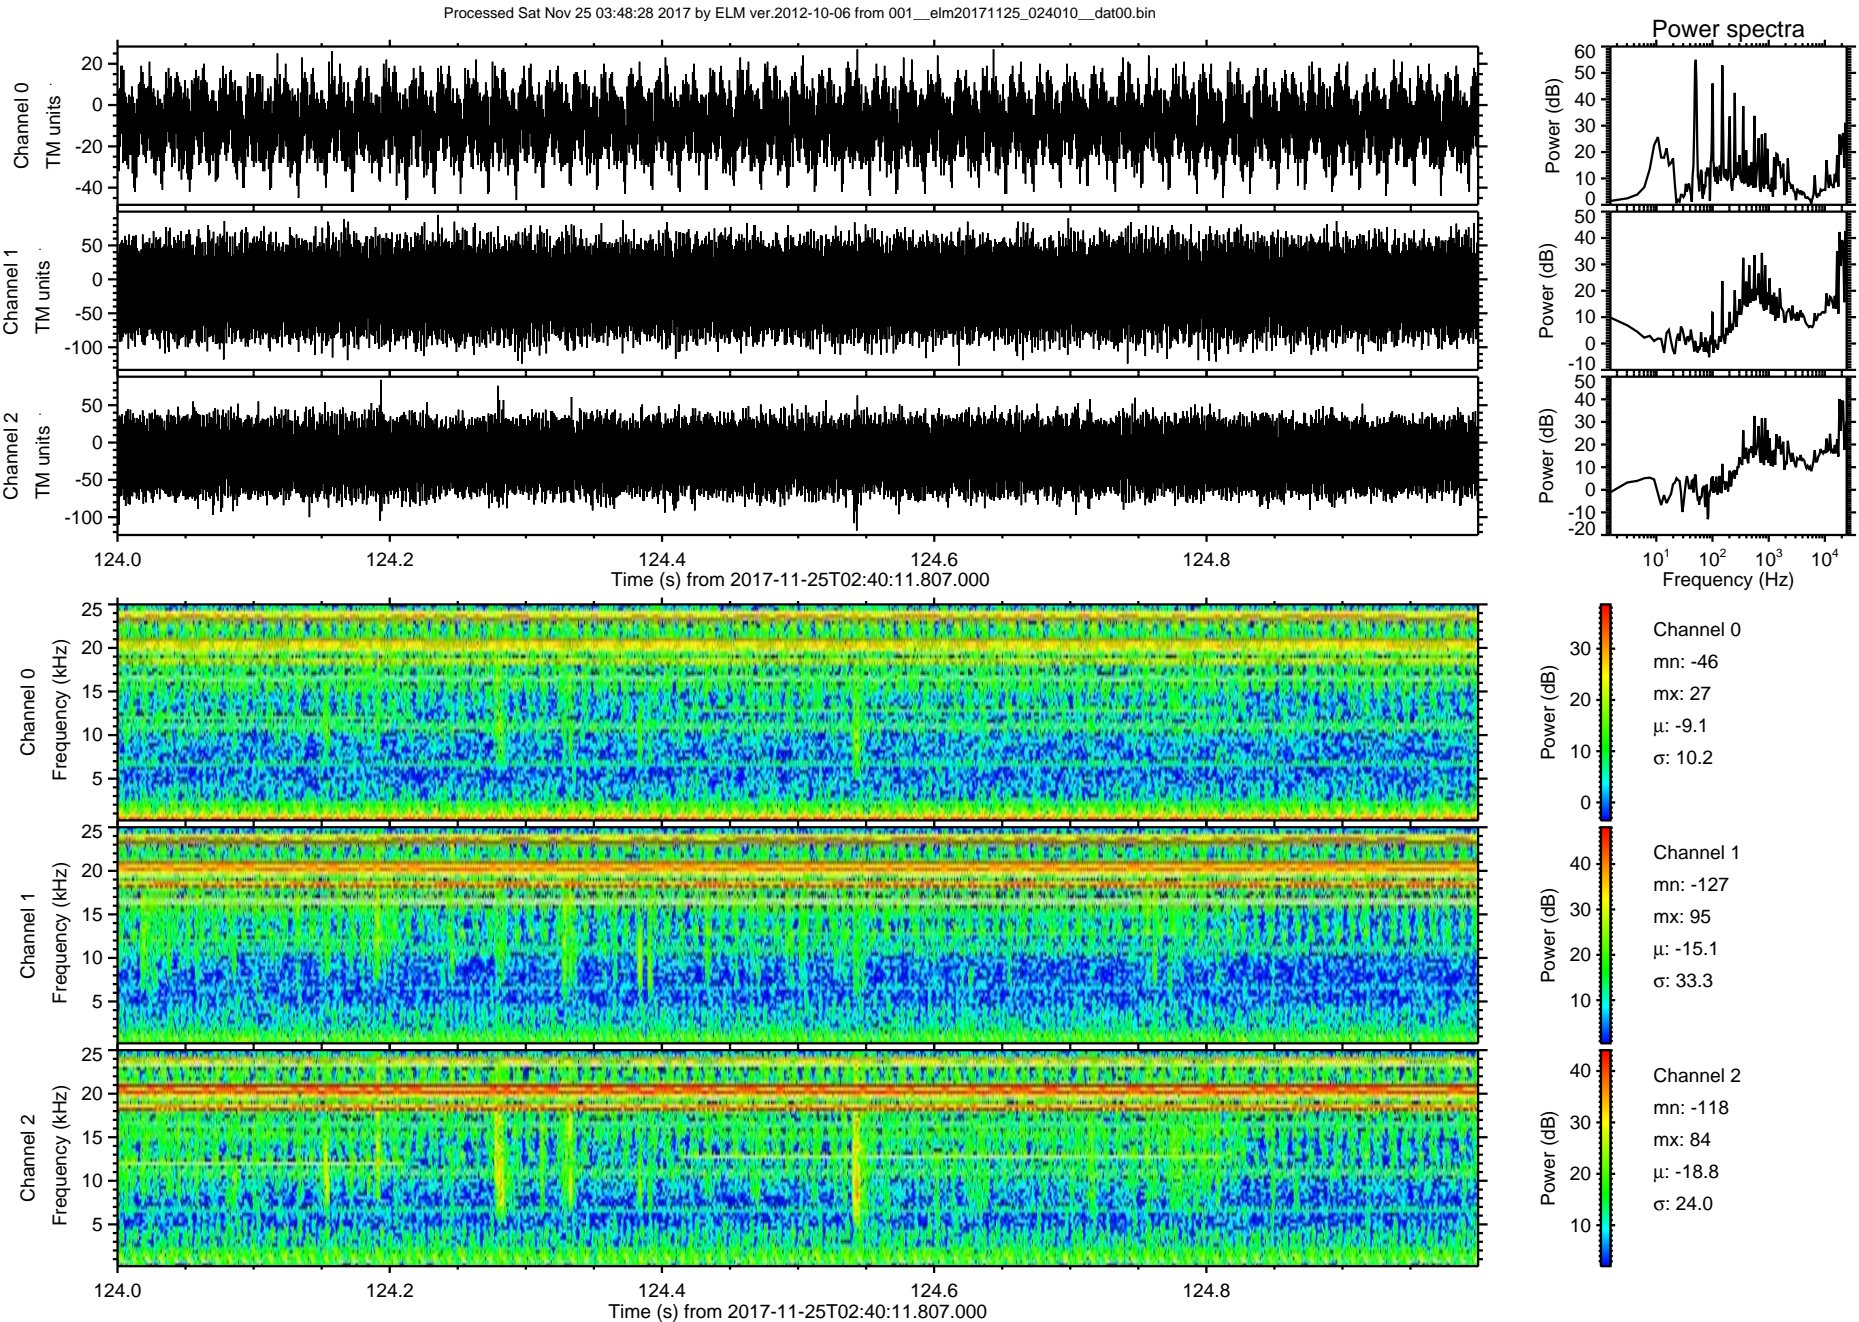 Processed Sat Nov 25 03:48:28 2017 by ELM ver.2012-10-06 from 001__elm20171125_024010__dat00.bin
Power spectra
Channel 0
TM units
20
0
-20
-40
Power (dB)
60
50
40
30
20
10
0
Channel 1
TM units
50
0
-50
-100
Power (dB)
50
40
30
20
10
0
-10
Channel 2
TM units
50
0
-50
-100
Power (dB)
50
40
30
20
10
0
-10
-20
124.0
124.2
124.4
124.6
124.8
Time (s) from 2017-11-25T02:40:11.807.000
10^1
10^2
10^3
10^4
Frequency (Hz)
Channel 0
Frequency (kHz)
25
20
15
10
5
Power (dB)
30
20
10
0
Channel 0
mn: -46
mx: 27
μ: -9.1
σ: 10.2
Channel 1
Frequency (kHz)
25
20
15
10
5
Power (dB)
40
30
20
10
Channel 1
mn: -127
mx: 95
μ: -15.1
σ: 33.3
Channel 2
Frequency (kHz)
25
20
15
10
5
Power (dB)
40
30
20
10
Channel 2
mn: -118
mx: 84
μ: -18.8
σ: 24.0
124.0
124.2
124.4
124.6
124.8
Time (s) from 2017-11-25T02:40:11.807.000